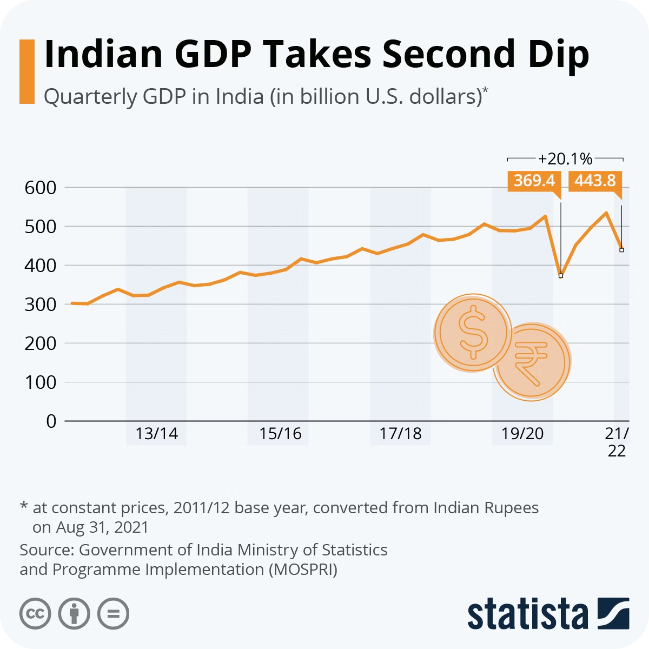 Indian GDP Takes Second Dip
Quarterly GDP in India (in billion U.S. dollars)*
+20.1%
369.4
443.8
600
500
400
300
200
100
0
13/14
15/16
17/18
19/20
21/
22
$
₹
* at constant prices, 2011/12 base year, converted from Indian Rupees
on Aug 31, 2021
Source: Government of India Ministry of Statistics
and Programme Implementation (MOSPRI)
cc
=
statista